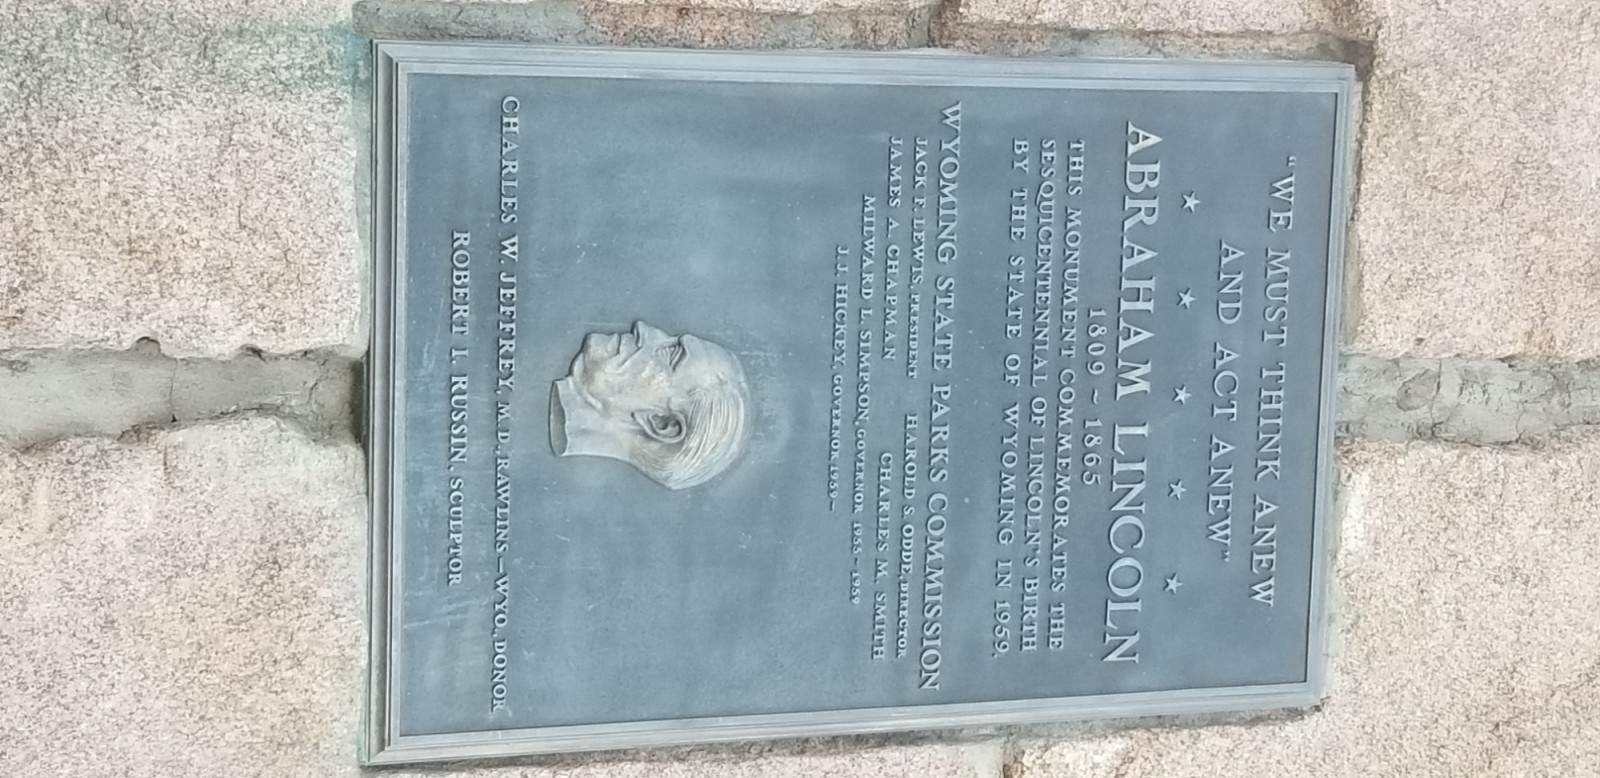 "WE MUST THINK ANEW
AND ACT ANEW"
ABRAHAM LINCOLN
1809 ~ 1865
THIS MONUMENT COMMEMORATES THE
SESQUICENTENNIAL OF LINCOLN'S BIRTH
BY THE STATE OF WYOMING IN 1959.
WYOMING STATE PARKS COMMISSION
JACK F. LEWIS, PRESIDENT HAROLD S. ODDE, DIRECTOR
JAMES A. CHAPMAN CHARLES M. SMITH
MILWARD L. SIMPSON, GOVERNOR 1955-1959
J.J. HICKEY, GOVERNOR 1959-
CHARLES W. JEFFREY, M.D., RAWLINS-WYO., DONOR
ROBERT I. RUSSIN, SCULPTOR